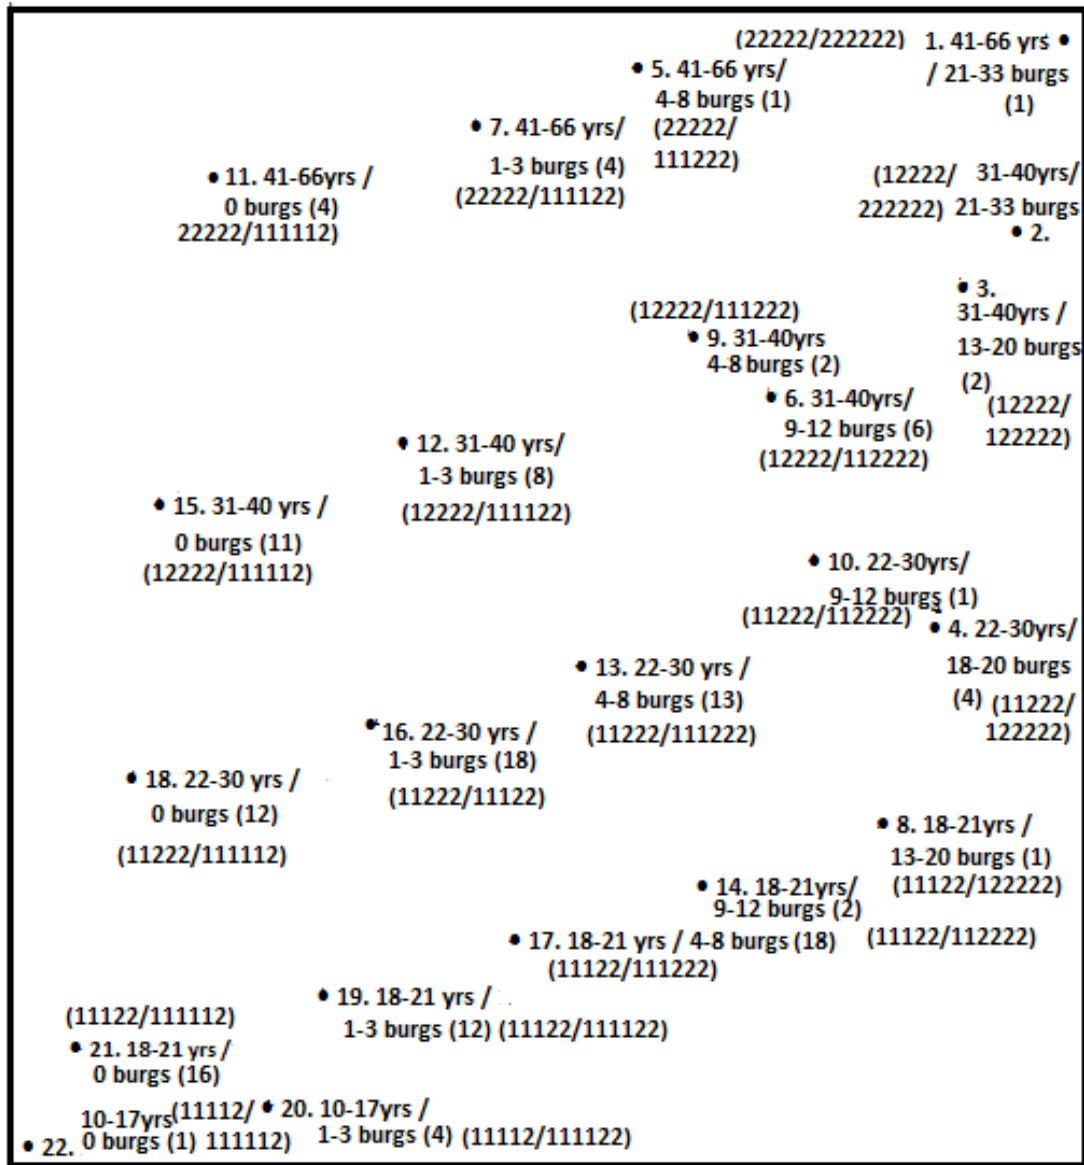 (22222/222222) 1. 41-66 yrs
/ 21-33 burgs
(1)
5. 41-66 yrs/
4-8 burgs (1)
(22222/
111222)
7. 41-66 yrs/
1-3 burgs (4)
(22222/111122)
11. 41-66yrs /
0 burgs (4)
22222/111112)
(12222/ 31-40yrs/
222222) 21-33 burgs
2.
3.
31-40yrs /
13-20 burgs
(2)
(12222/
122222)
(12222/111222)
9. 31-40yrs
4-8 burgs (2)
6. 31-40yrs/
9-12 burgs (6)
(12222/112222)
12. 31-40 yrs/
1-3 burgs (8)
(12222/111122)
15. 31-40 yrs /
0 burgs (11)
(12222/111112)
10. 22-30yrs/
9-12 burgs (1)
(11222/112222)
4. 22-30yrs/
18-20 burgs
(4) (11222/
122222)
13. 22-30 yrs /
4-8 burgs (13)
(11222/111222)
16. 22-30 yrs /
1-3 burgs (18)
(11222/11122)
18. 22-30 yrs /
0 burgs (12)
(11222/111112)
8. 18-21yrs /
13-20 burgs (1)
(11122/122222)
14. 18-21yrs/
9-12 burgs (2)
(11122/112222)
17. 18-21 yrs / 4-8 burgs (18)
(11122/111222)
19. 18-21 yrs /
1-3 burgs (12) (11122/111122)
(11122/111112)
21. 18-21 yrs /
0 burgs (16)
20. 10-17yrs /
1-3 burgs (4) (11112/111122)
10-17yrs (11112/
22. 0 burgs (1) 111112)